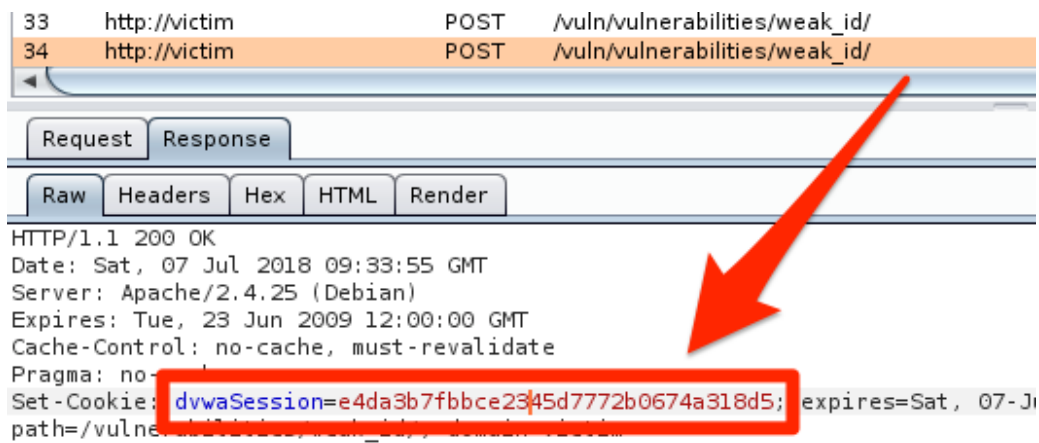 33 http://victim POST /vuln/vulnerabilities/weak_id/
34 http://victim POST /vuln/vulnerabilities/weak_id/
Request Response
Raw Headers Hex HTML Render
HTTP/1.1 200 OK
Date: Sat, 07 Jul 2018 09:33:55 GMT
Server: Apache/2.4.25 (Debian)
Expires: Tue, 23 Jun 2009 12:00:00 GMT
Cache-Control: no-cache, must-revalidate
Pragma: no-
Set-Cookie: dvwaSession=e4da3b7fbbce2345d7772b0674a318d5; expires=Sat, 07-Ju
path=/vulne